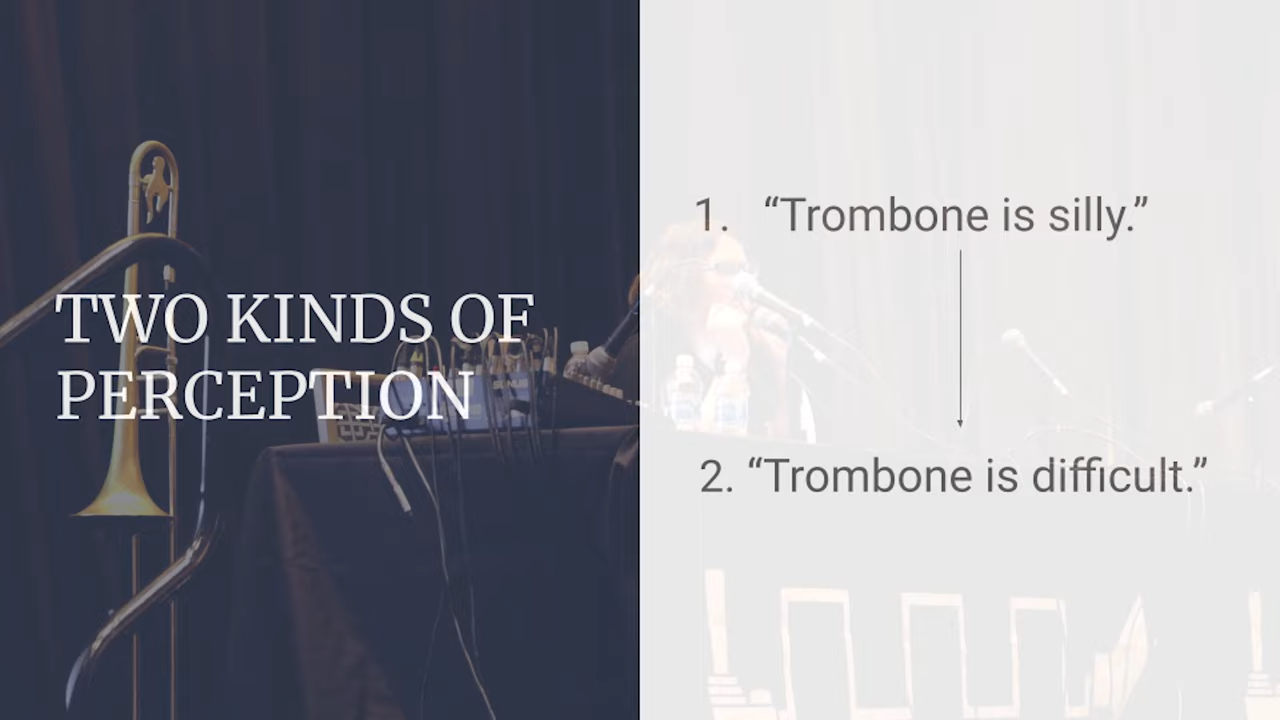 TWO KINDS OF
PERCEPTION
1. “Trombone is silly.”
2. “Trombone is difficult.”